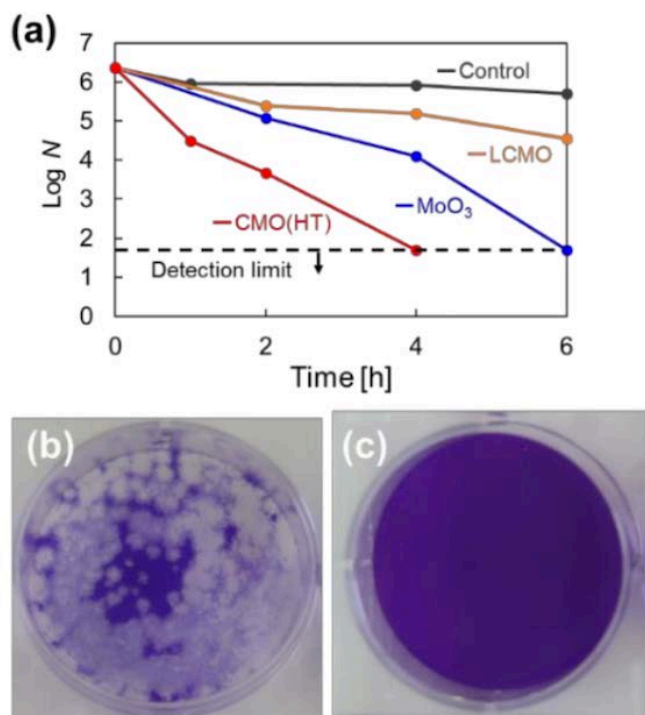 (a)
7
6
5
4
3
2
1
0
Log N
Control
LCMO
MoO₃
CMO(HT)
Detection limit
0
2
4
6
Time [h]
(b)
(c)